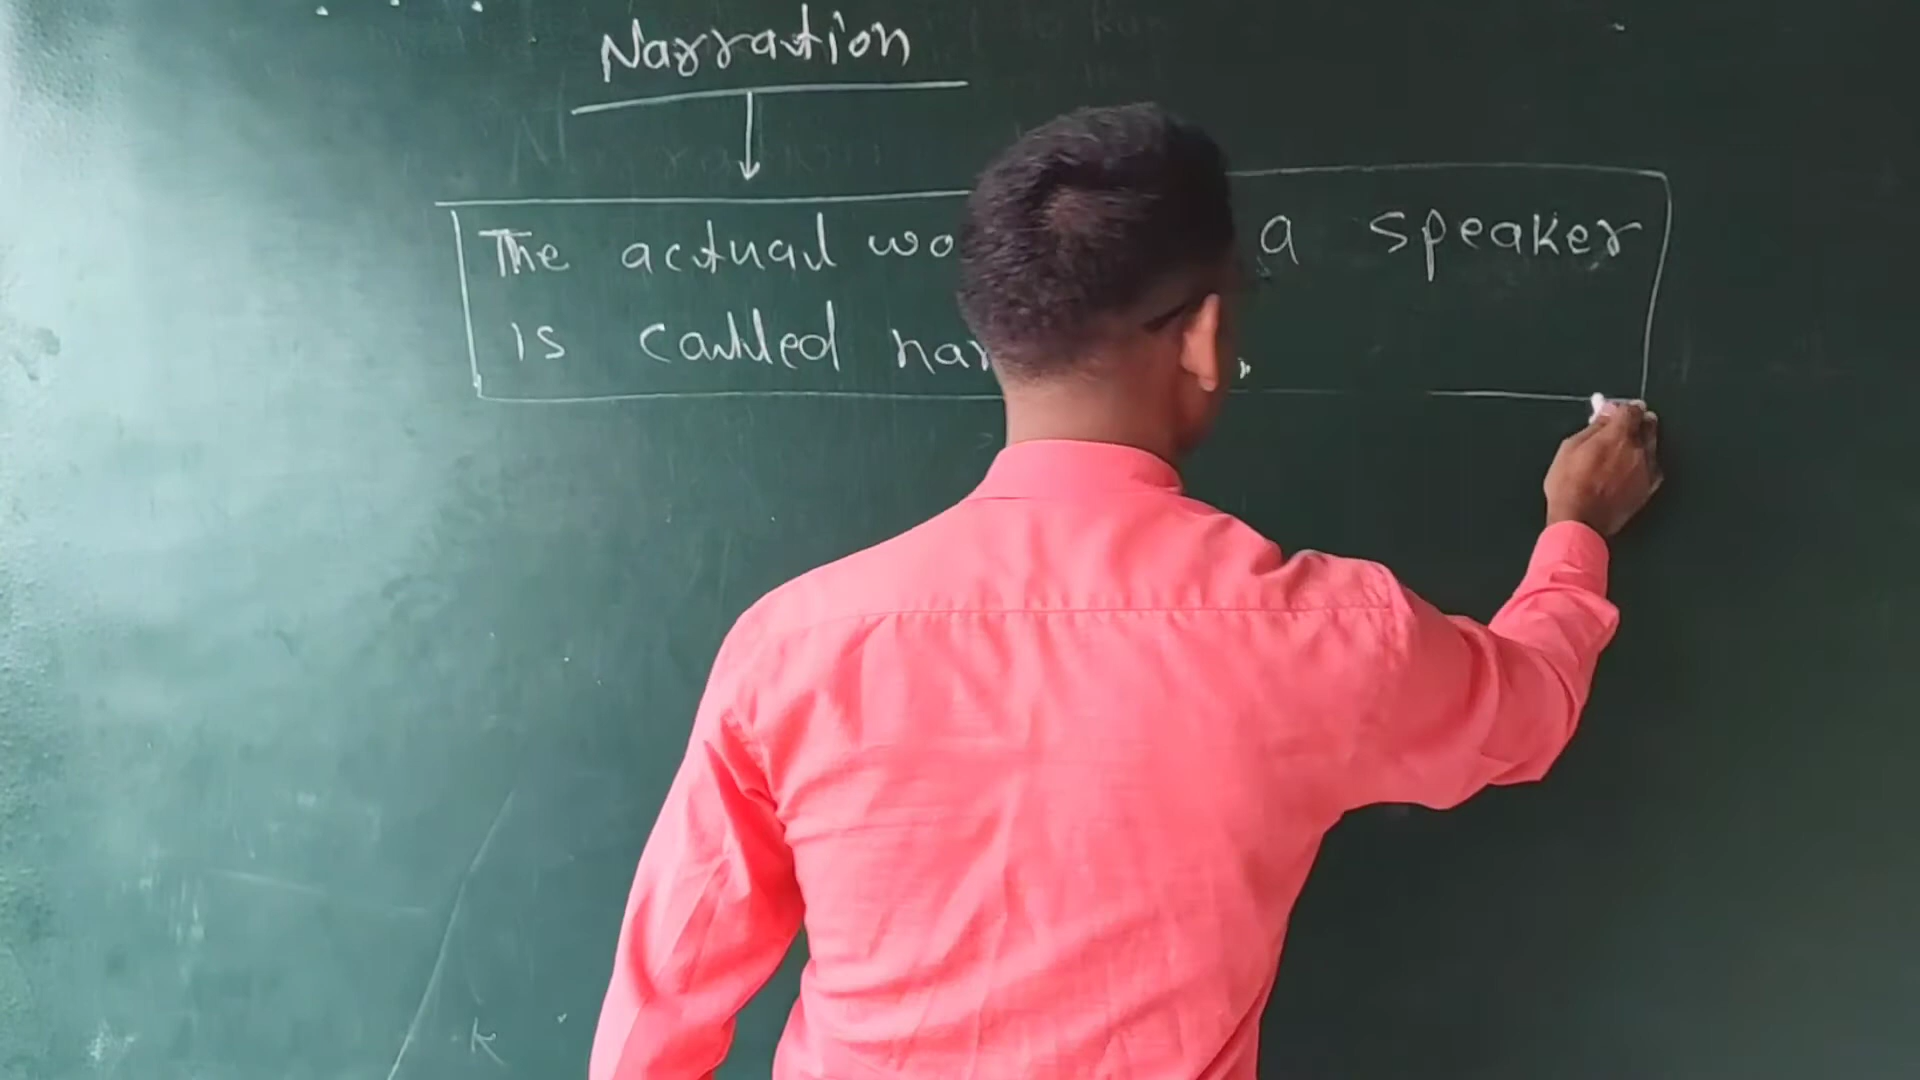 Narration
The actual wo a speaker
is called nar .